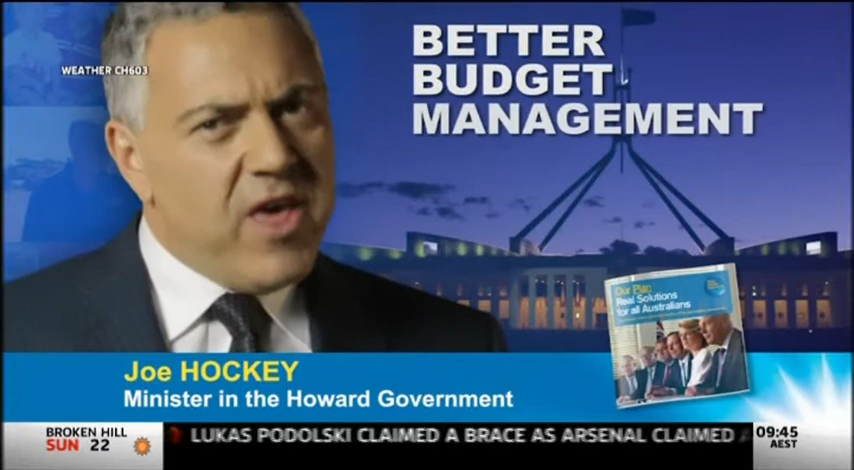 WEATHER CH603
BETTER
BUDGET
MANAGEMENT
Our Plan
Real Solutions
for all Australians
Joe HOCKEY
Minister in the Howard Government
BROKEN HILL
SUN 22
LUKAS PODOLSKI CLAIMED A BRACE AS ARSENAL CLAIMED
09:45
AEST